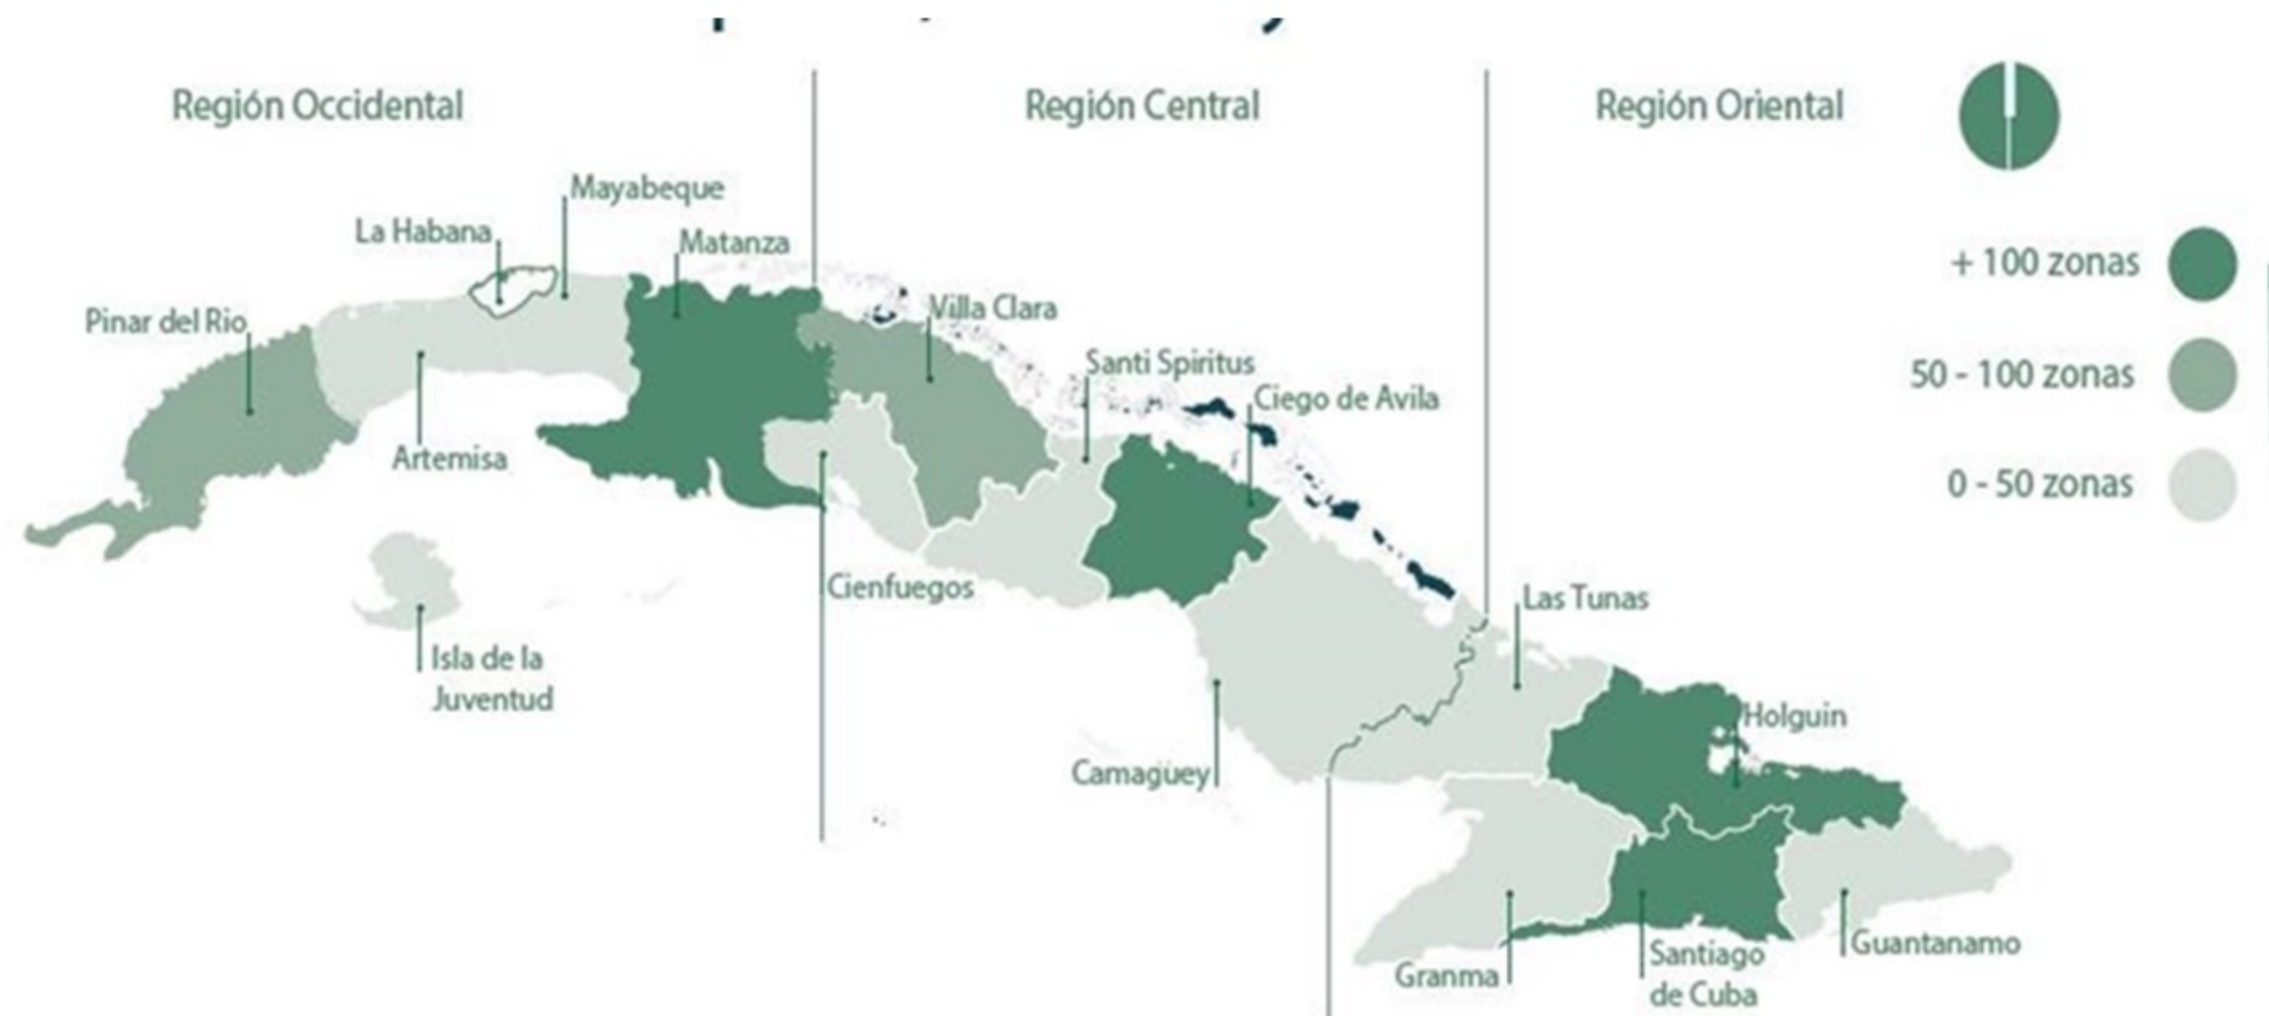 Región Occidental
Región Central
Región Oriental
Mayabeque
La Habana
Matanza
+ 100 zonas
Pinar del Rio
Villa Clara
Santi Spiritus
50 - 100 zonas
Ciego de Avila
Artemisa
0 - 50 zonas
Cienfuegos
Las Tunas
Isla de la
Juventud
Holguin
Camagüey
Guantanamo
Santiago
de Cuba
Granma